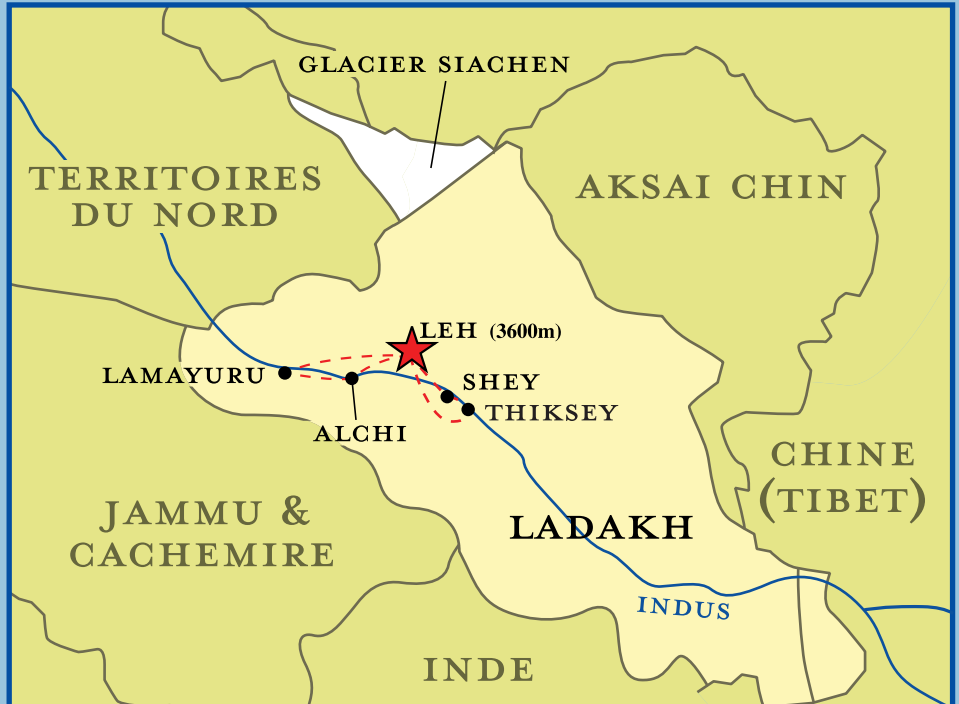 GLACIER SIACHEN
TERRITOIRES
DU NORD
AKSAI CHIN
LEH (3600m)
LAMAYURU
SHEY
THIKSEY
ALCHI
CHINE
(TIBET)
JAMMU &
CACHEMIRE
LADAKH
INDUS
INDE